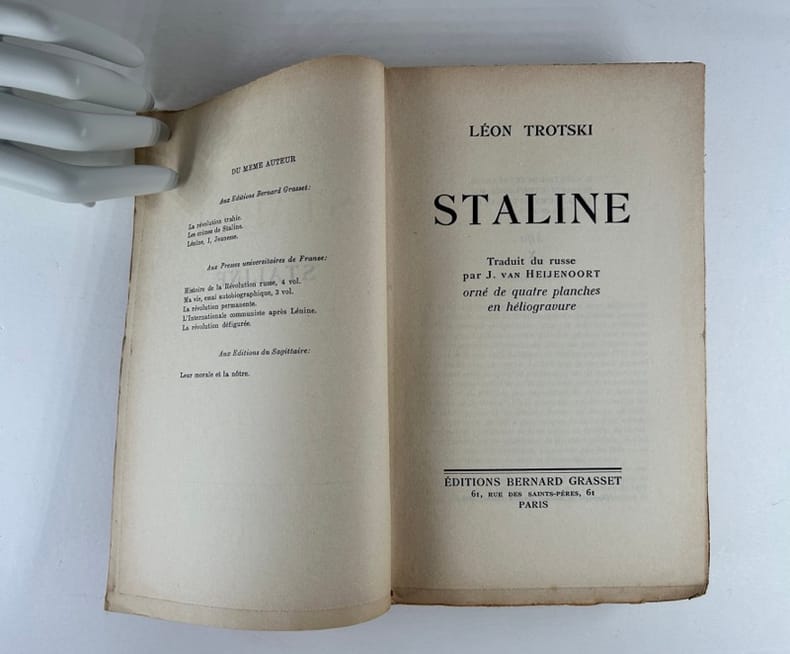 DU MEME AUTEUR
Aux Editions Bernard Grasset:
La révolution trahie.
Les crimes de Staline.
Lénine, I, Jeunesse.
Aux Presses universitaires de France:
Histoire de la Révolution russe, 4 vol.
Ma vie, essai autobiographique, 3 vol.
La révolution permanente.
L'Internationale communiste après Lénine.
La révolution défigurée.
Aux Editions du Sagittaire:
Leur morale et la nôtre.
LÉON TROTSKI
STALINE
Traduit du russe
par J. VAN HEIJENOORT
orné de quatre planches
en héliogravure
ÉDITIONS BERNARD GRASSET
61, RUE DES SAINTS-PÈRES, 61
PARIS